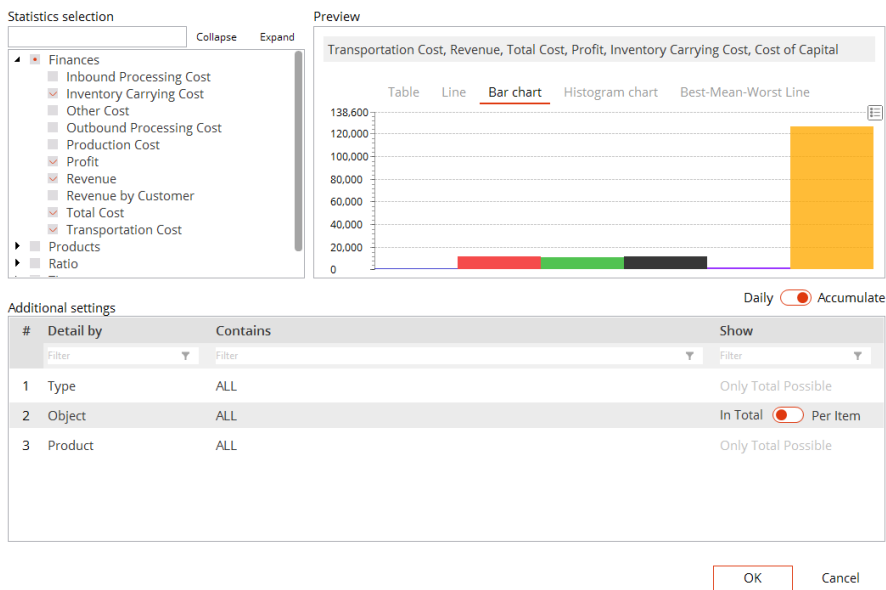 Statistics selection
Collapse Expand
Finances
Inbound Processing Cost
Inventory Carrying Cost
Other Cost
Outbound Processing Cost
Production Cost
Profit
Revenue
Revenue by Customer
Total Cost
Transportation Cost
Products
Ratio
Preview
Transportation Cost, Revenue, Total Cost, Profit, Inventory Carrying Cost, Cost of Capital
Table Line Bar chart Histogram chart Best-Mean-Worst Line
138,600
120,000
100,000
80,000
60,000
40,000
20,000
0
Daily Accumulate
Additional settings
# Detail by Contains Show
Filter Filter Filter
1 Type ALL Only Total Possible
2 Object ALL In Total Per Item
3 Product ALL Only Total Possible
OK Cancel